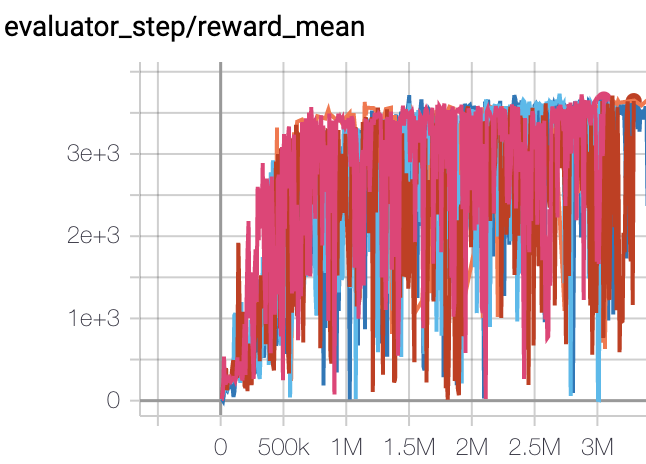 evaluator_step/reward_mean
3e+3
2e+3
1e+3
0
0 500k 1M 1.5M 2M 2.5M 3M